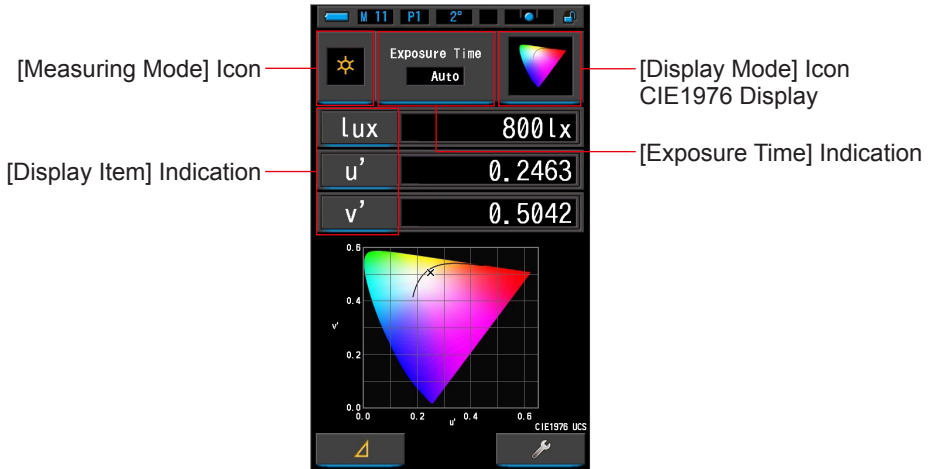 M 11 P1 2°
[Measuring Mode] Icon
Exposure Time
Auto
[Display Mode] Icon
CIE1976 Display
lux 800lx
[Exposure Time] Indication
[Display Item] Indication
u' 0.2463
v' 0.5042
0.6
0.4
v'
0.2
0.0
0.0 0.2 u' 0.4 0.6
CIE1976 UCS